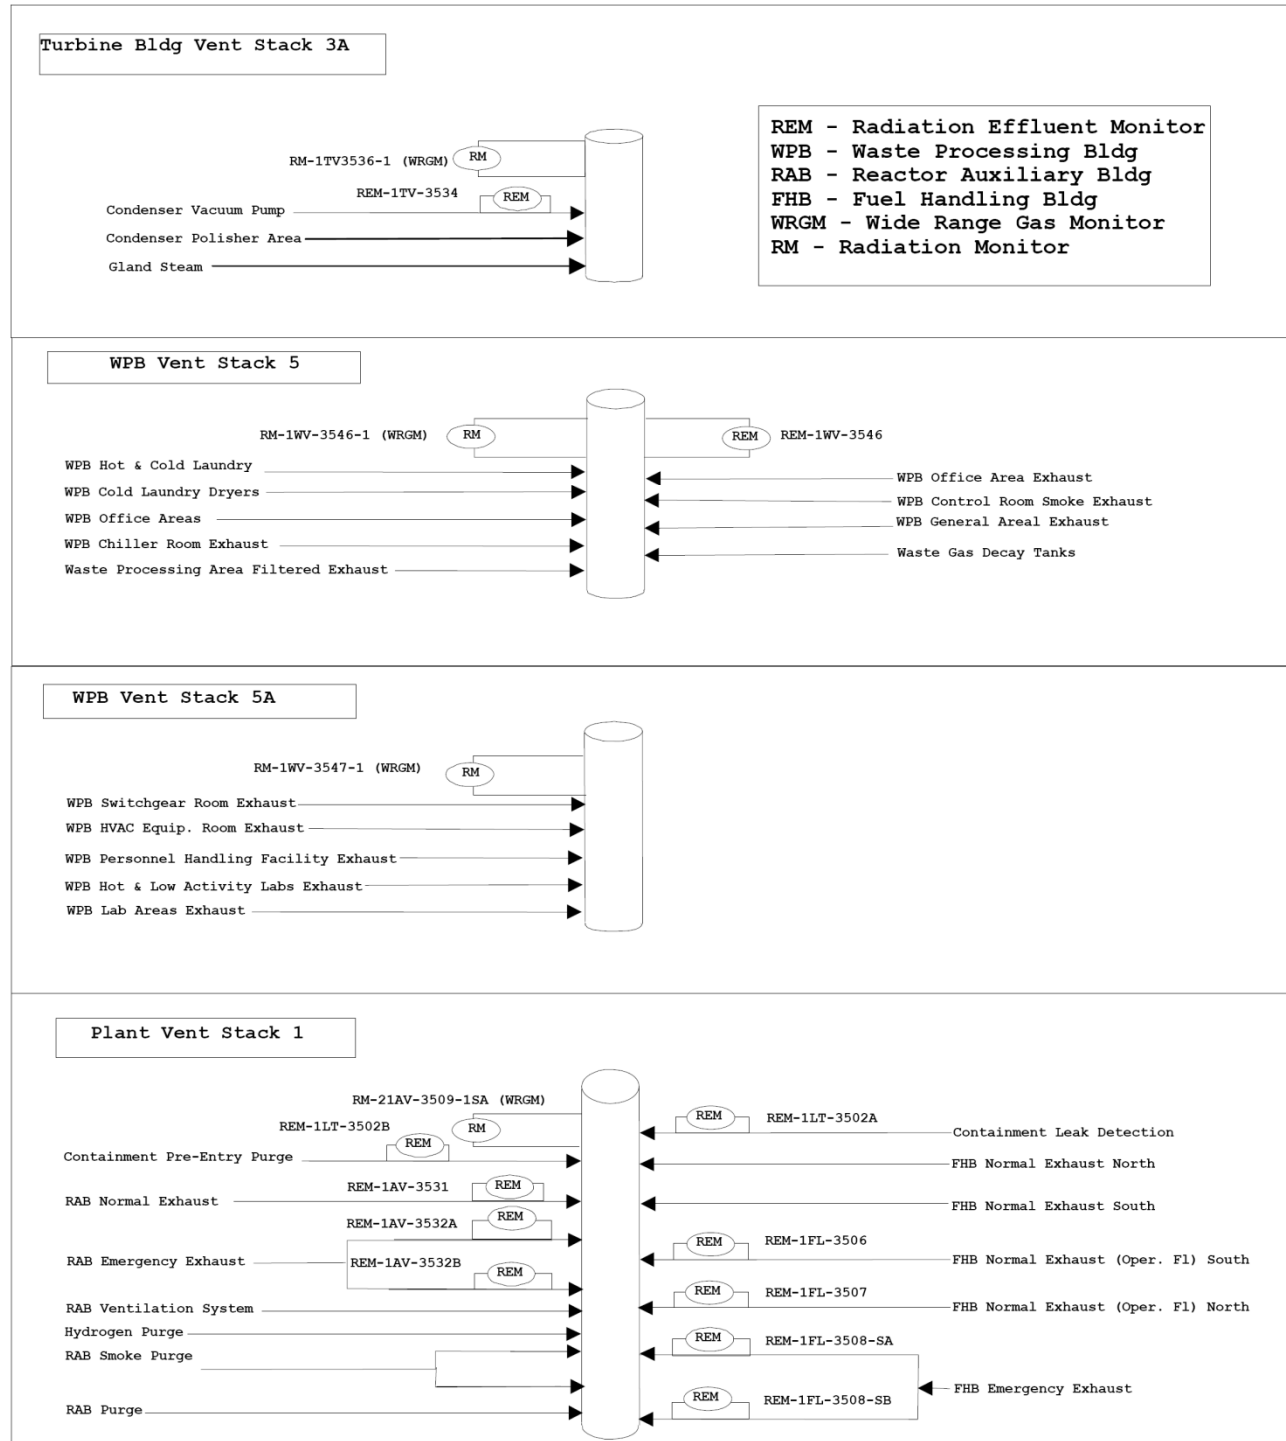 Turbine Bldg Vent Stack 3A
REM - Radiation Effluent Monitor
WPB - Waste Processing Bldg
RAB - Reactor Auxiliary Bldg
FHB - Fuel Handling Bldg
WRGM - Wide Range Gas Monitor
RM - Radiation Monitor
RM-1TV3536-1 (WRGM)
RM
REM-1TV-3534
REM
Condenser Vacuum Pump
Condenser Polisher Area
Gland Steam
WPB Vent Stack 5
RM-1WV-3546-1 (WRGM)
RM
REM
REM-1WV-3546
WPB Hot & Cold Laundry
WPB Cold Laundry Dryers
WPB Office Areas
WPB Chiller Room Exhaust
Waste Processing Area Filtered Exhaust
WPB Office Area Exhaust
WPB Control Room Smoke Exhaust
WPB General Areal Exhaust
Waste Gas Decay Tanks
WPB Vent Stack 5A
RM-1WV-3547-1 (WRGM)
RM
WPB Switchgear Room Exhaust
WPB HVAC Equip. Room Exhaust
WPB Personnel Handling Facility Exhaust
WPB Hot & Low Activity Labs Exhaust
WPB Lab Areas Exhaust
Plant Vent Stack 1
RM-21AV-3509-1SA (WRGM)
RM
REM-1LT-3502B
REM
Containment Pre-Entry Purge
REM-1AV-3531
REM
RAB Normal Exhaust
REM-1AV-3532A
REM
RAB Emergency Exhaust
REM-1AV-3532B
REM
RAB Ventilation System
Hydrogen Purge
RAB Smoke Purge
RAB Purge
REM
REM-1LT-3502A
Containment Leak Detection
FHB Normal Exhaust North
FHB Normal Exhaust South
REM
REM-1FL-3506
FHB Normal Exhaust (Oper. Fl) South
REM
REM-1FL-3507
FHB Normal Exhaust (Oper. Fl) North
REM
REM-1FL-3508-SA
FHB Emergency Exhaust
REM
REM-1FL-3508-SB